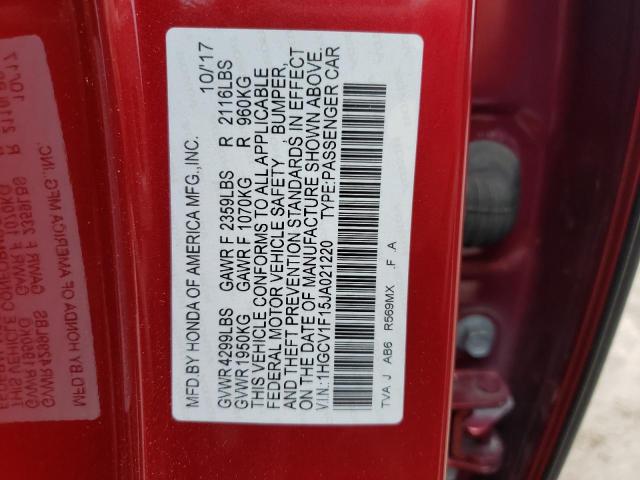 MFD.BY HONDA OF AMERICA MFG.,INC. 10/'17
GVWR 4299LBS GAWR F 2359LBS R 2116LBS
GVWR 1950KG GAWR F 1070KG R 960KG
THIS VEHICLE CONFORMS TO ALL APPLICABLE
FEDERAL MOTOR VEHICLE SAFETY BUMPER,
AND THEFT PREVENTION STANDARDS IN EFFECT
ON THE DATE OF MANUFACTURE SHOWN ABOVE.
V.I.N.:1HGCV1F15JA021220 TYPE:PASSENGER CAR
TVA J AB6 R569MX .F .A